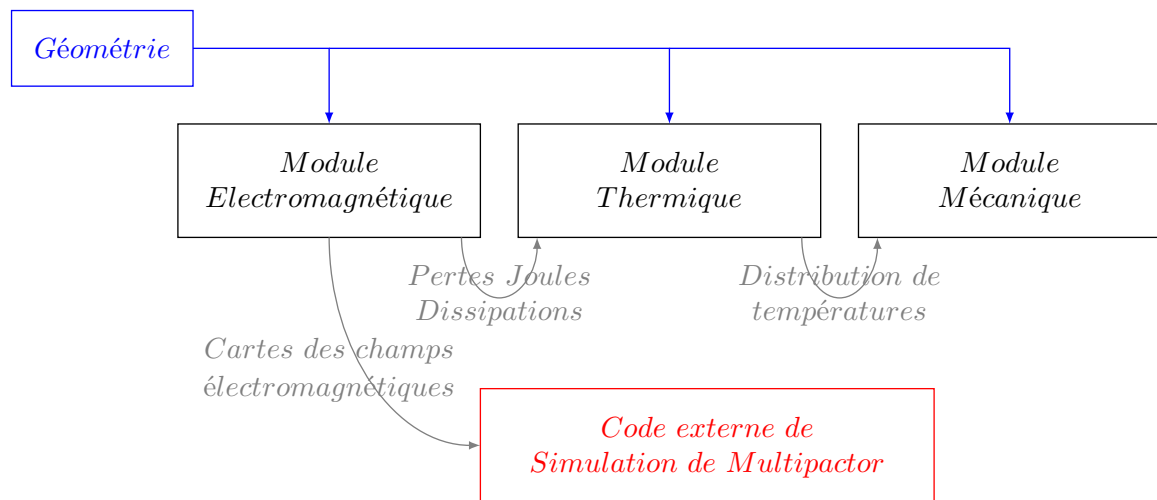 Géométrie
Module
Electromagnétique
Module
Thermique
Module
Mécanique
Pertes Joules
Dissipations
Distribution de
températures
Cartes des champs
électromagnétiques
Code externe de
Simulation de Multipactor